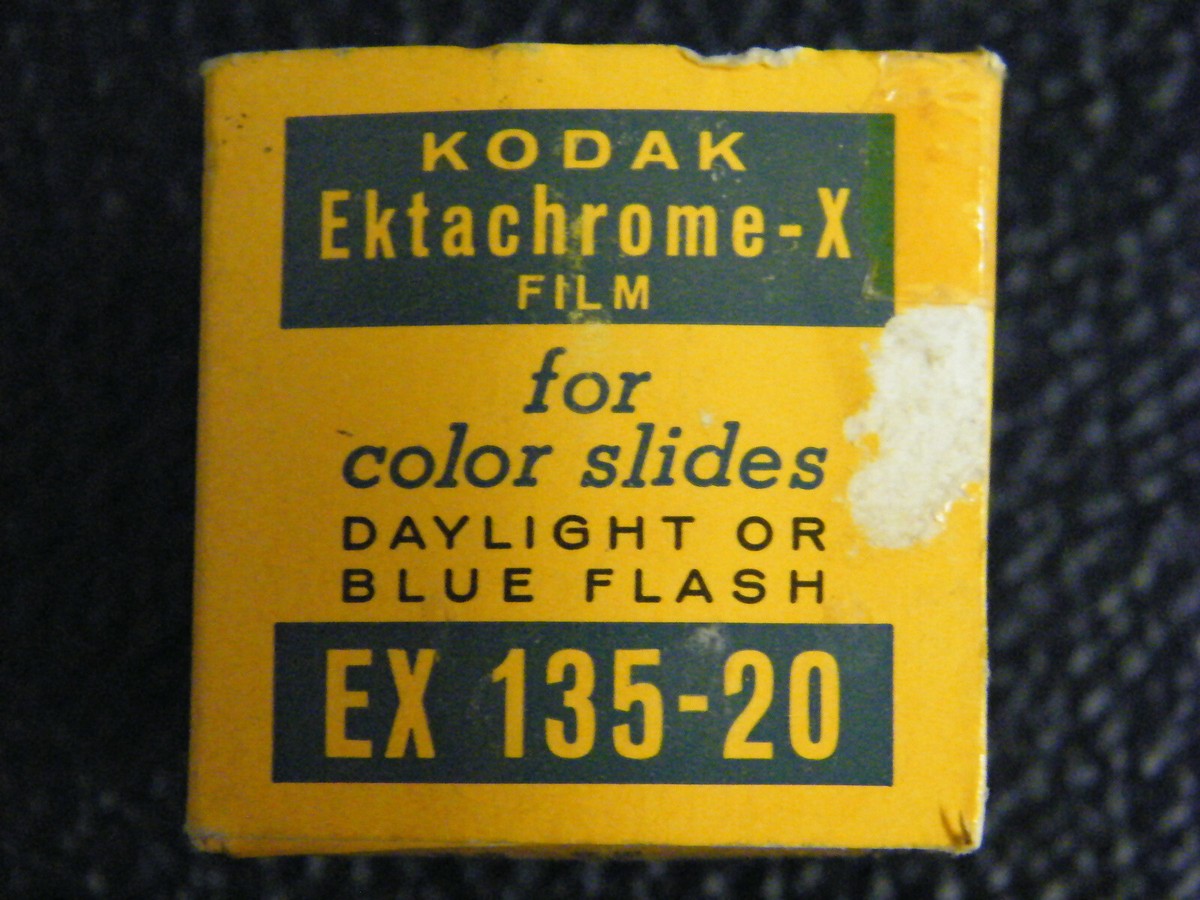 KODAK
Ektachrome-X
FILM
for
color slides
DAYLIGHT OR
BLUE FLASH
EX 135-20